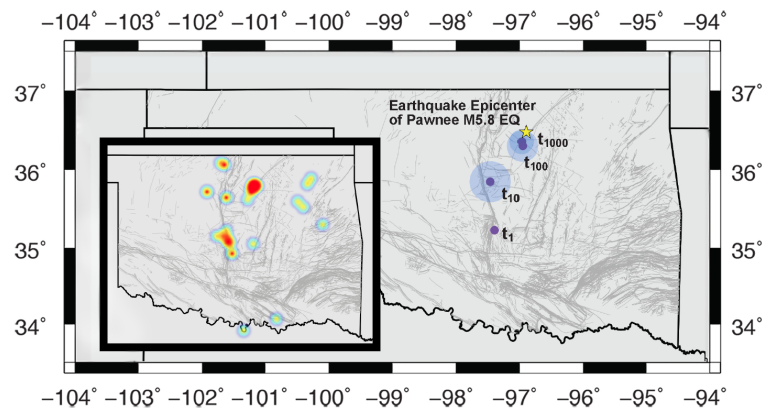 −104° −103° −102° −101° −100° −99° −98° −97° −96° −95° −94°
37° 37°
Earthquake Epicenter
of Pawnee M5.8 EQ
t1000
t100
36° 36°
t10
t1
35° 35°
34° 34°
−104° −103° −102° −101° −100° −99° −98° −97° −96° −95° −94°